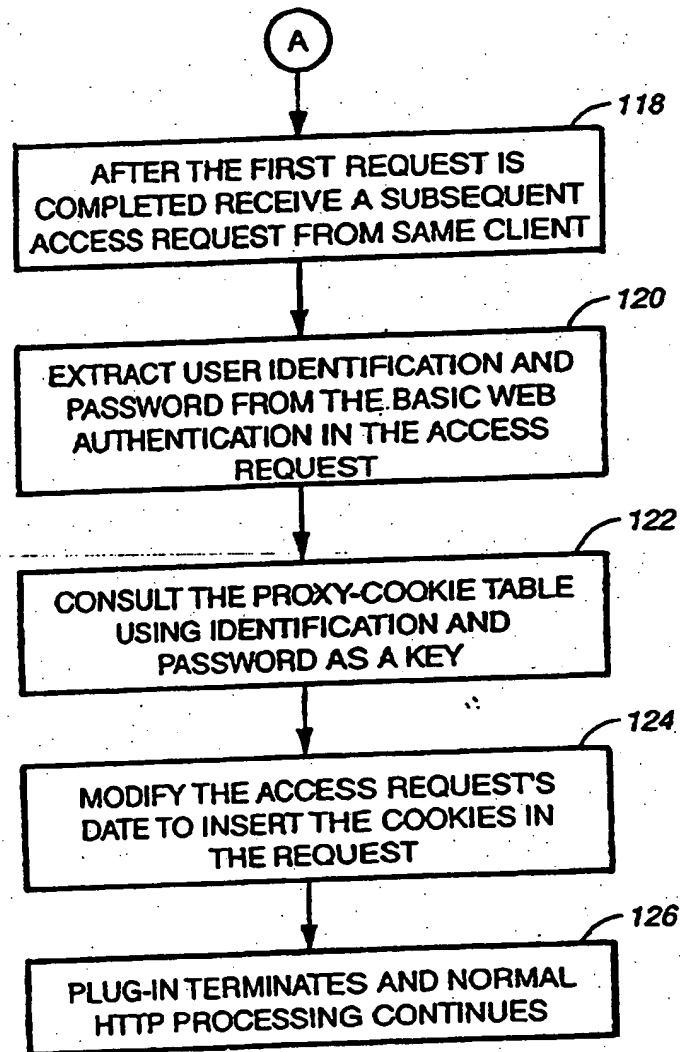 A
118
AFTER THE FIRST REQUEST IS
COMPLETED RECEIVE A SUBSEQUENT
ACCESS REQUEST FROM SAME CLIENT
120
EXTRACT USER IDENTIFICATION AND
PASSWORD FROM THE BASIC WEB
AUTHENTICATION IN THE ACCESS
REQUEST
122
CONSULT THE PROXY-COOKIE TABLE
USING IDENTIFICATION AND
PASSWORD AS A KEY
124
MODIFY THE ACCESS REQUEST'S
DATE TO INSERT THE COOKIES IN
THE REQUEST
126
PLUG-IN TERMINATES AND NORMAL
HTTP PROCESSING CONTINUES